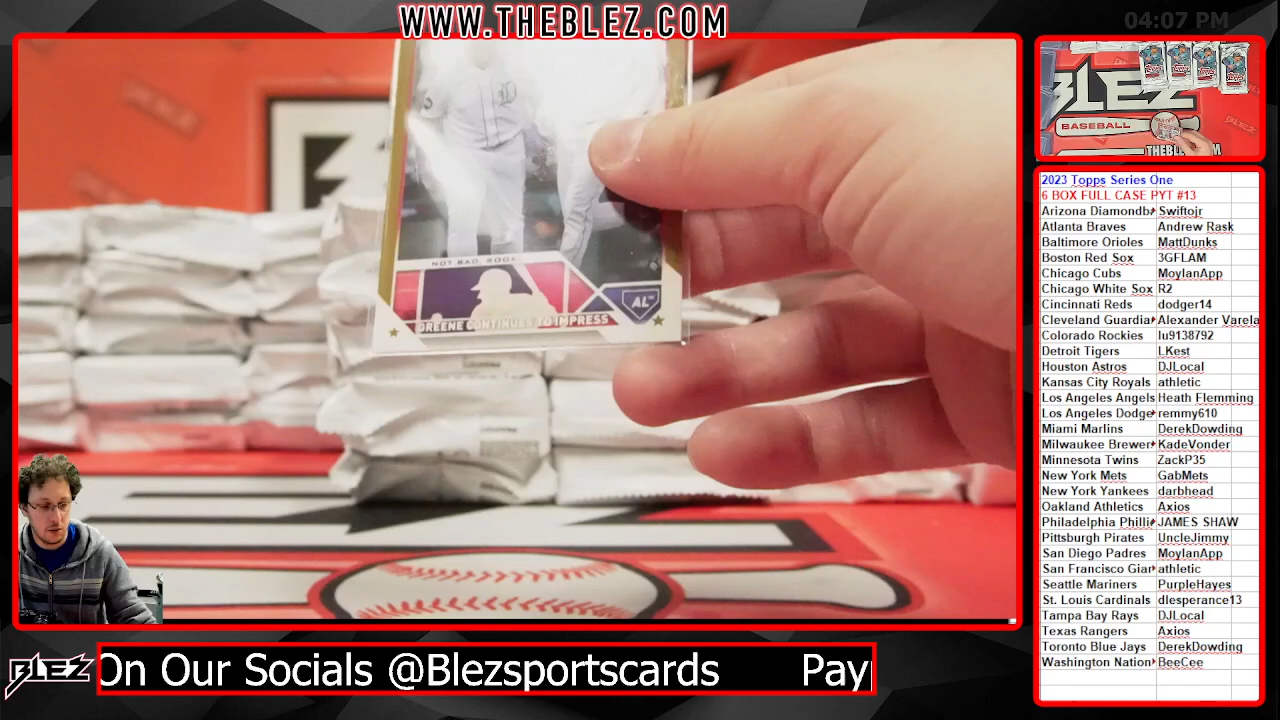 WWW.THEBLEZ.COM
04:07 PM
NOT BAD, ROOK
GREENE CONTINUES TO IMPRESS
AL
BLEZ
BASEBALL
THEBLEZ
2023 Topps Series One
6 BOX FULL CASE PYT #13
Arizona Diamondba Swiftojr
Atlanta Braves Andrew Rask
Baltimore Orioles MattDunks
Boston Red Sox 3GFLAM
Chicago Cubs MoylanApp
Chicago White Sox R2
Cincinnati Reds dodger14
Cleveland Guardia Alexander Varela
Colorado Rockies lu9138792
Detroit Tigers LKest
Houston Astros DJLocal
Kansas City Royals athletic
Los Angeles Angels Heath Flemming
Los Angeles Dodge remmy610
Miami Marlins DerekDowding
Milwaukee Brewer KadeVonder
Minnesota Twins ZackP35
New York Mets GabMets
New York Yankees darbhead
Oakland Athletics Axios
Philadelphia Philli JAMES SHAW
Pittsburgh Pirates UncleJimmy
San Diego Padres MoylanApp
San Francisco Gian athletic
Seattle Mariners PurpleHayes
St. Louis Cardinals dlesperance13
Tampa Bay Rays DJLocal
Texas Rangers Axios
Toronto Blue Jays DerekDowding
Washington Nation BeeCee
BLEZ
On Our Socials @Blezsportscards Pay